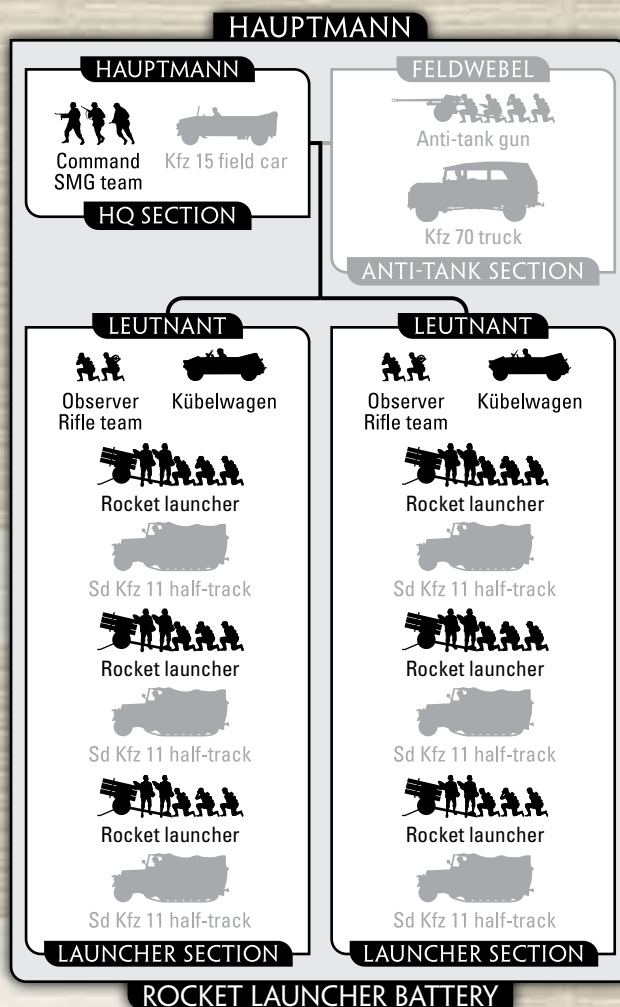 HAUPTMANN
HAUPTMANN
Command
SMG team
Kfz 15 field car
HQ SECTION
FELDWEBEL
Anti-tank gun
Kfz 70 truck
ANTI-TANK SECTION
LEUTNANT
Observer
Rifle team
Kübelwagen
Rocket launcher
Sd Kfz 11 half-track
Rocket launcher
Sd Kfz 11 half-track
Rocket launcher
Sd Kfz 11 half-track
LAUNCHER SECTION
LEUTNANT
Observer
Rifle team
Kübelwagen
Rocket launcher
Sd Kfz 11 half-track
Rocket launcher
Sd Kfz 11 half-track
Rocket launcher
Sd Kfz 11 half-track
LAUNCHER SECTION
ROCKET LAUNCHER BATTERY